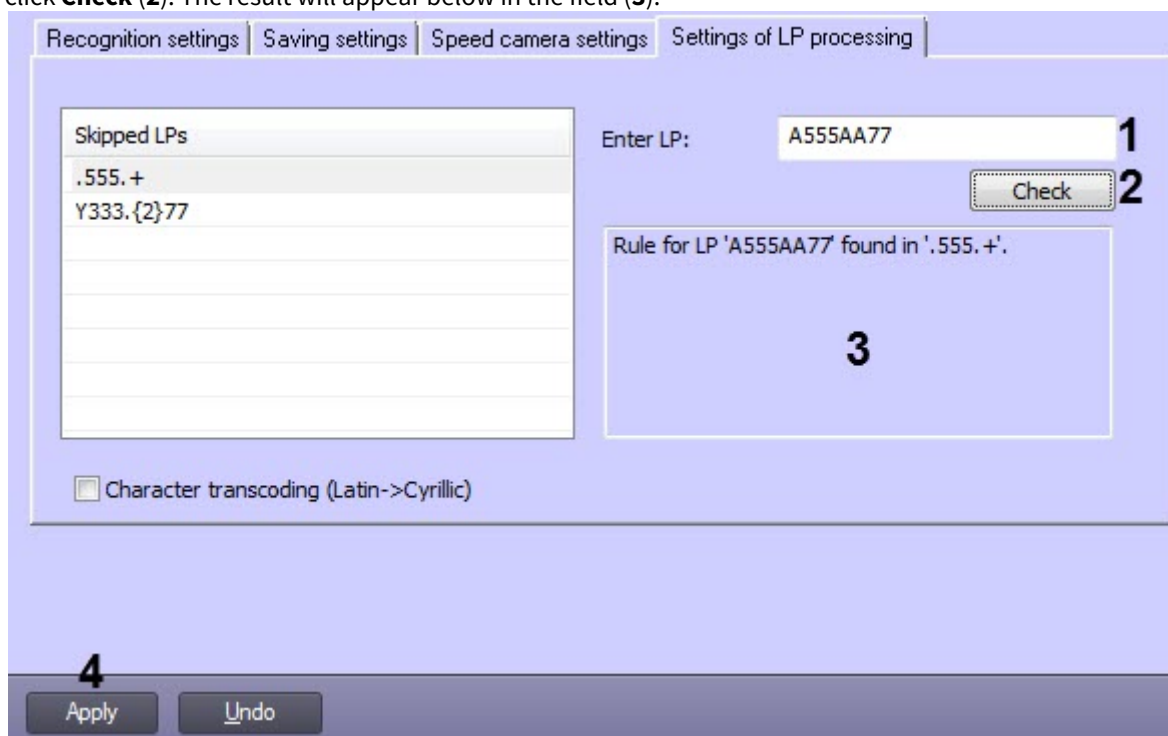 click Check (2). The result will appear below in the field (3).
Recognition settings Saving settings Speed camera settings Settings of LP processing
Skipped LPs
.555.+
Y333.{2}77
Enter LP: A555AA77 1
Check 2
Rule for LP 'A555AA77' found in '.555.+'.
3
Character transcoding (Latin->Cyrillic)
4
Apply Undo